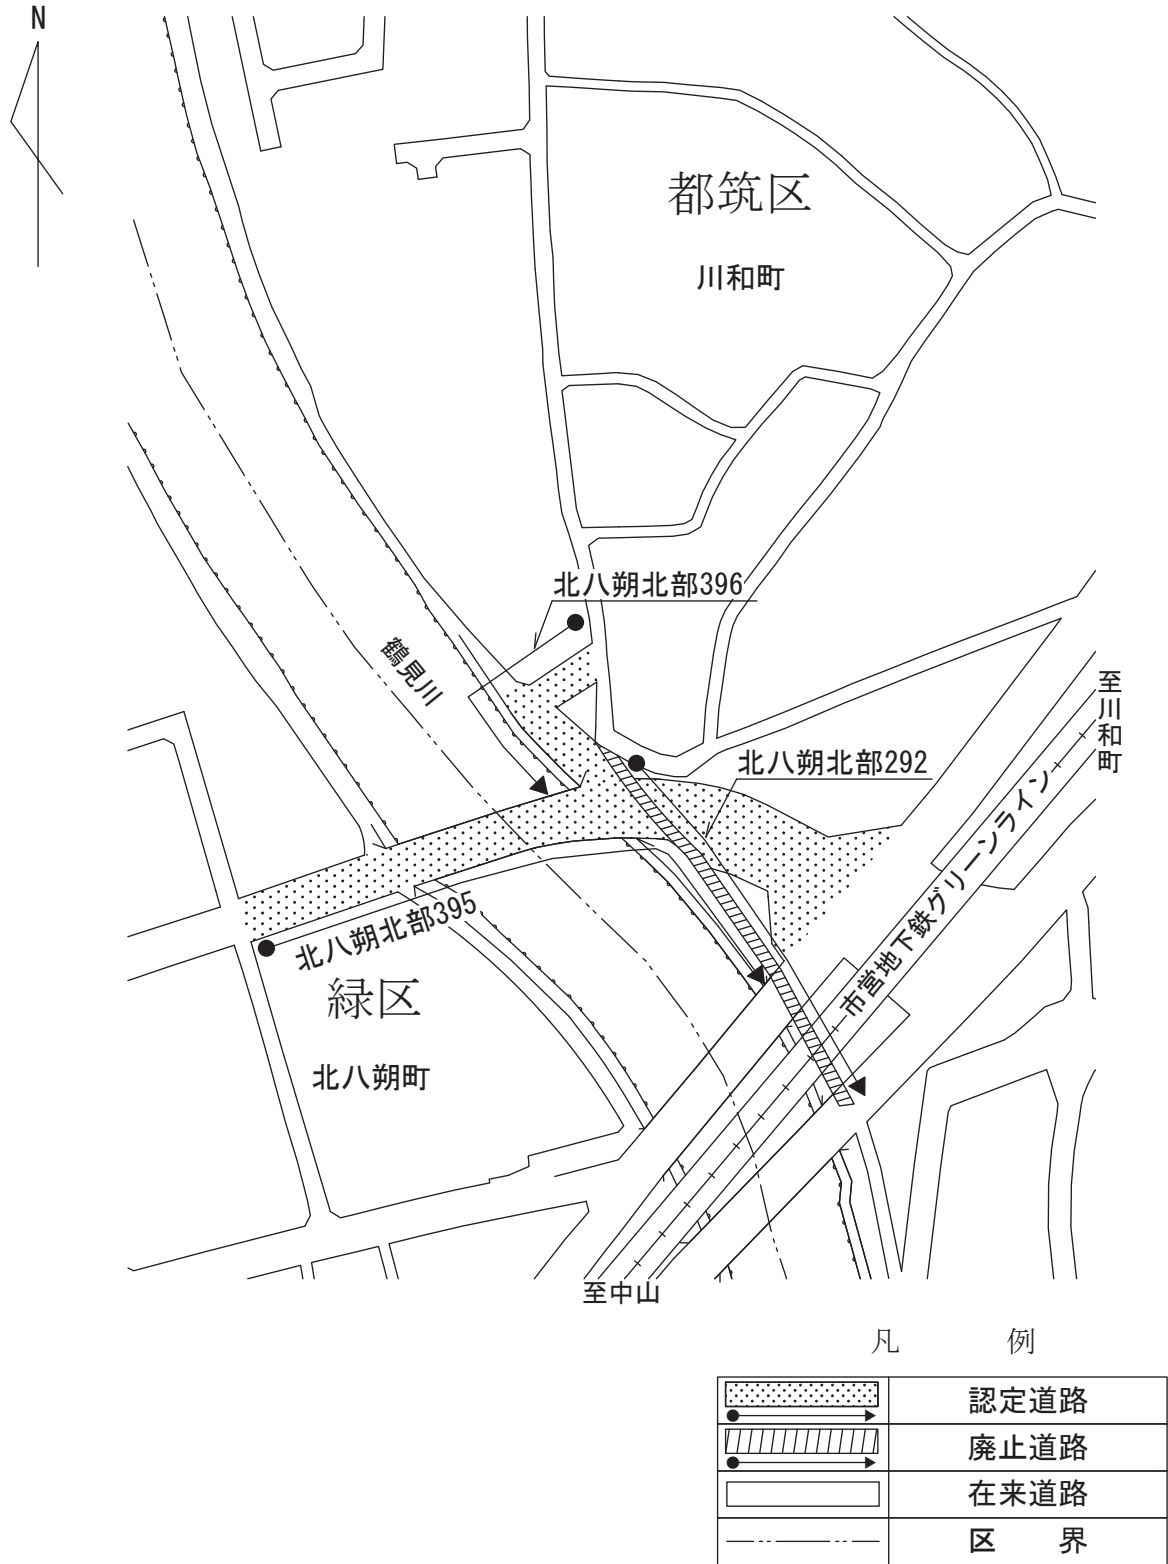 N
都筑区
川和町
北八朔北部396
鶴見川
至川和町
北八朔北部292
市営地下鉄グリーンライン
北八朔北部395
緑区
北八朔町
至中山
凡 例
認定道路
廃止道路
在来道路
区 界